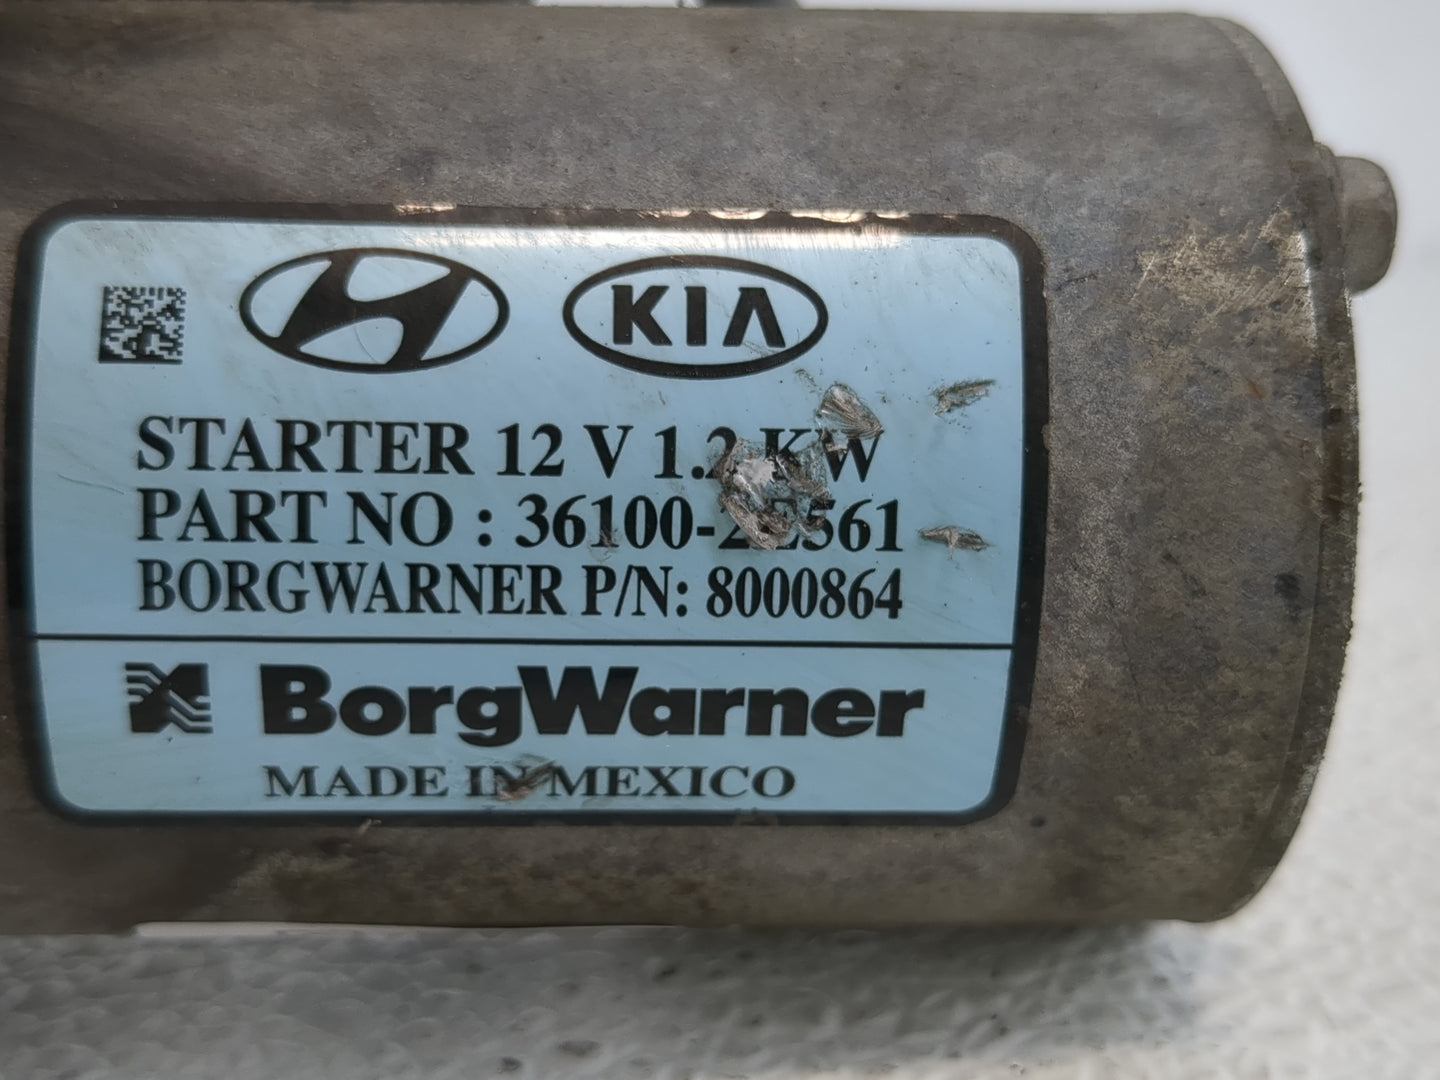 KIA
STARTER 12 V 1.2 KW
PART NO : 36100-2E561
BORGWARNER P/N: 8000864
BorgWarner
MADE IN MEXICO